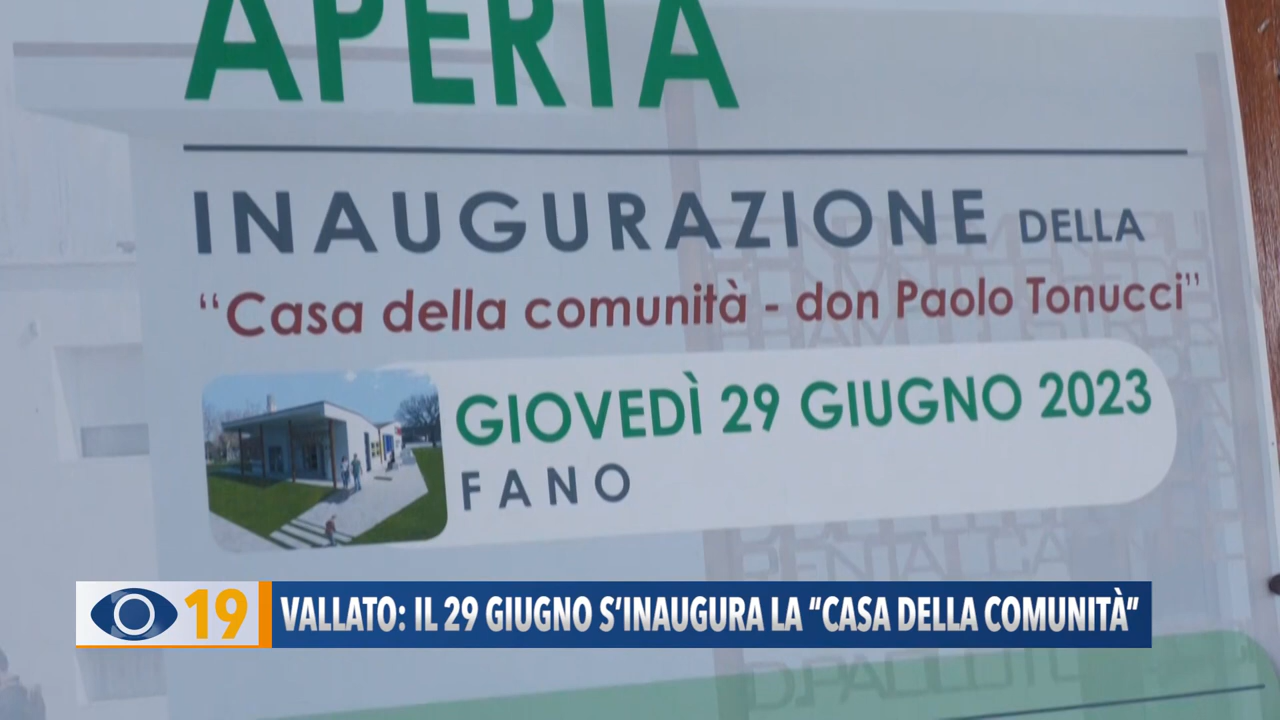 APERTA
INAUGURAZIONE DELLA
“Casa della comunità - don Paolo Tonucci”
GIOVEDÌ 29 GIUGNO 2023
FANO
19 VALLATO: IL 29 GIUGNO S’INAUGURA LA “CASA DELLA COMUNITÀ”